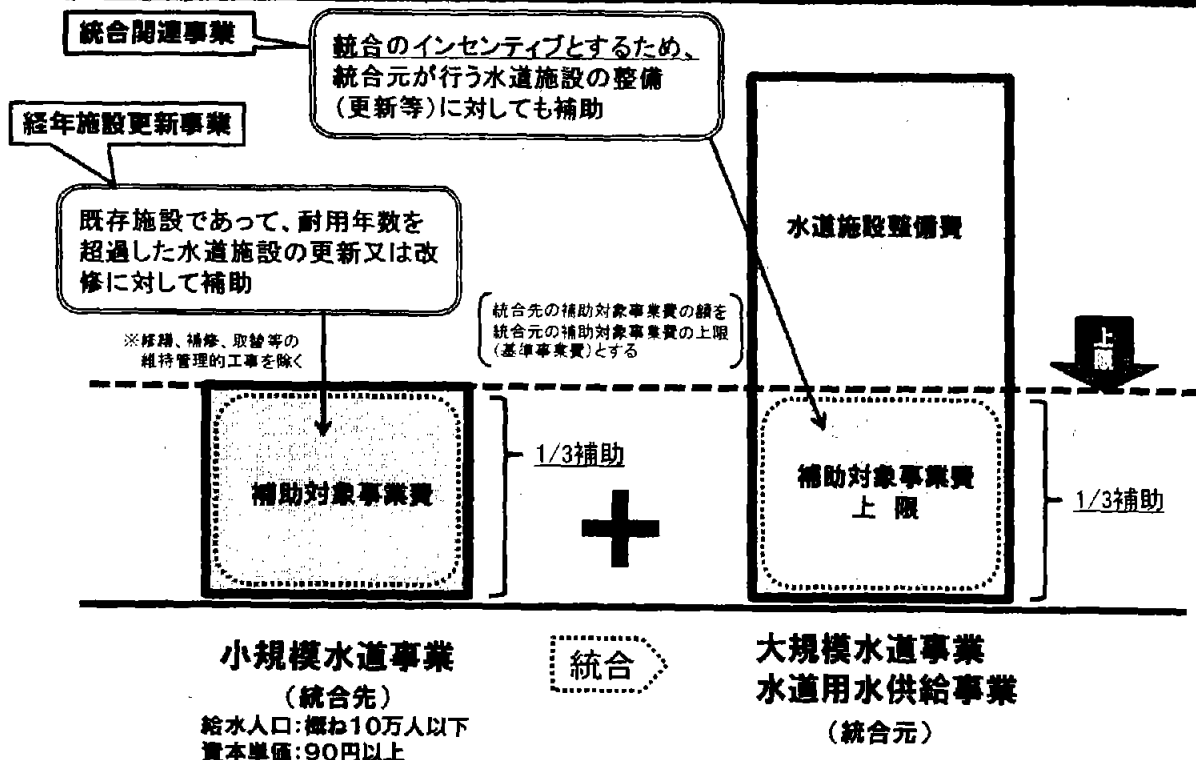 統合関連事業
統合のインセンティブとするため、
統合元が行う水道施設の整備
(更新等)に対しても補助
経年施設更新事業
既存施設であって、耐用年数を
超過した水道施設の更新又は改
修に対して補助
※修繕、補修、取替等の
維持管理的工事を除く
統合先の補助対象事業費の額を
統合元の補助対象事業費の上限
(基準事業費)とする
水道施設整備費
上限
補助対象事業費
1/3補助
+
補助対象事業費
上 限
1/3補助
小規模水道事業
(統合先)
給水人口:概ね10万人以下
資本単価:90円以上
統合
大規模水道事業
水道用水供給事業
(統合元)